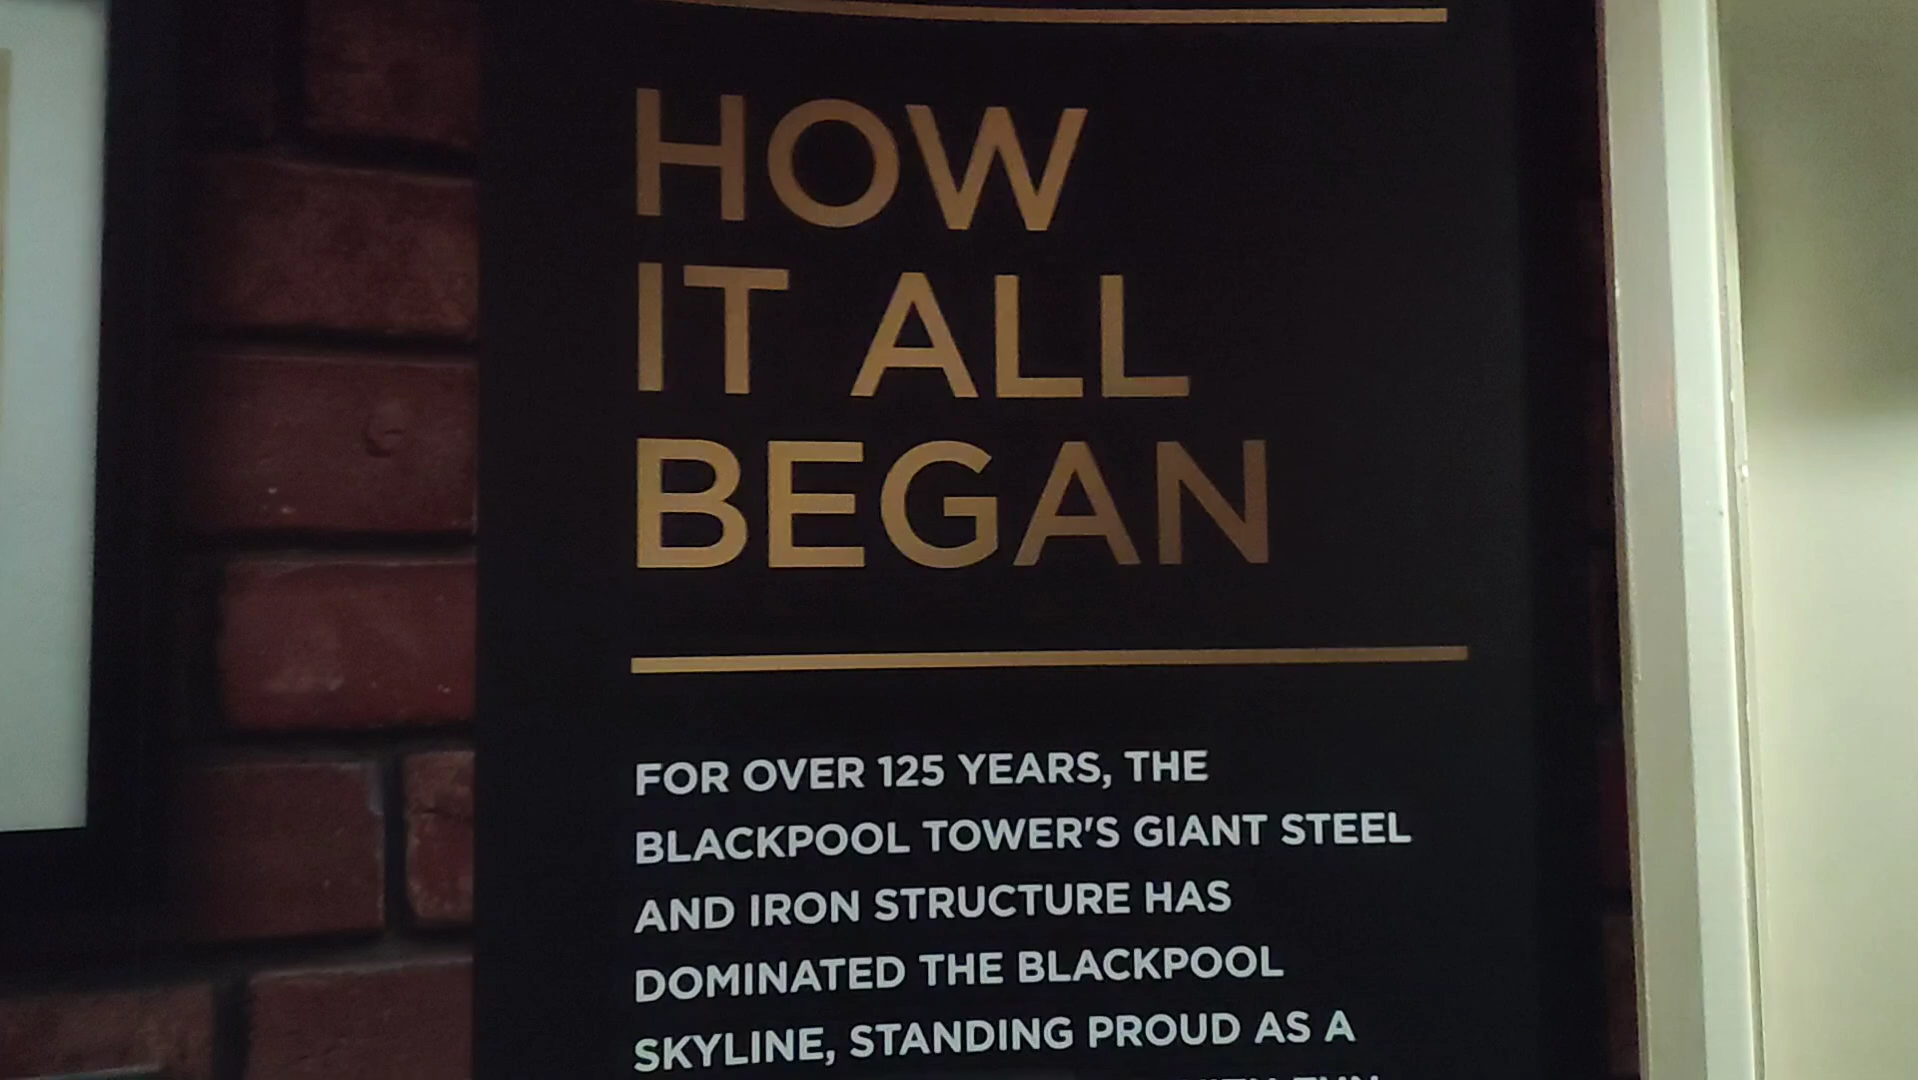 HOW
IT ALL
BEGAN
FOR OVER 125 YEARS, THE
BLACKPOOL TOWER'S GIANT STEEL
AND IRON STRUCTURE HAS
DOMINATED THE BLACKPOOL
SKYLINE, STANDING PROUD AS A